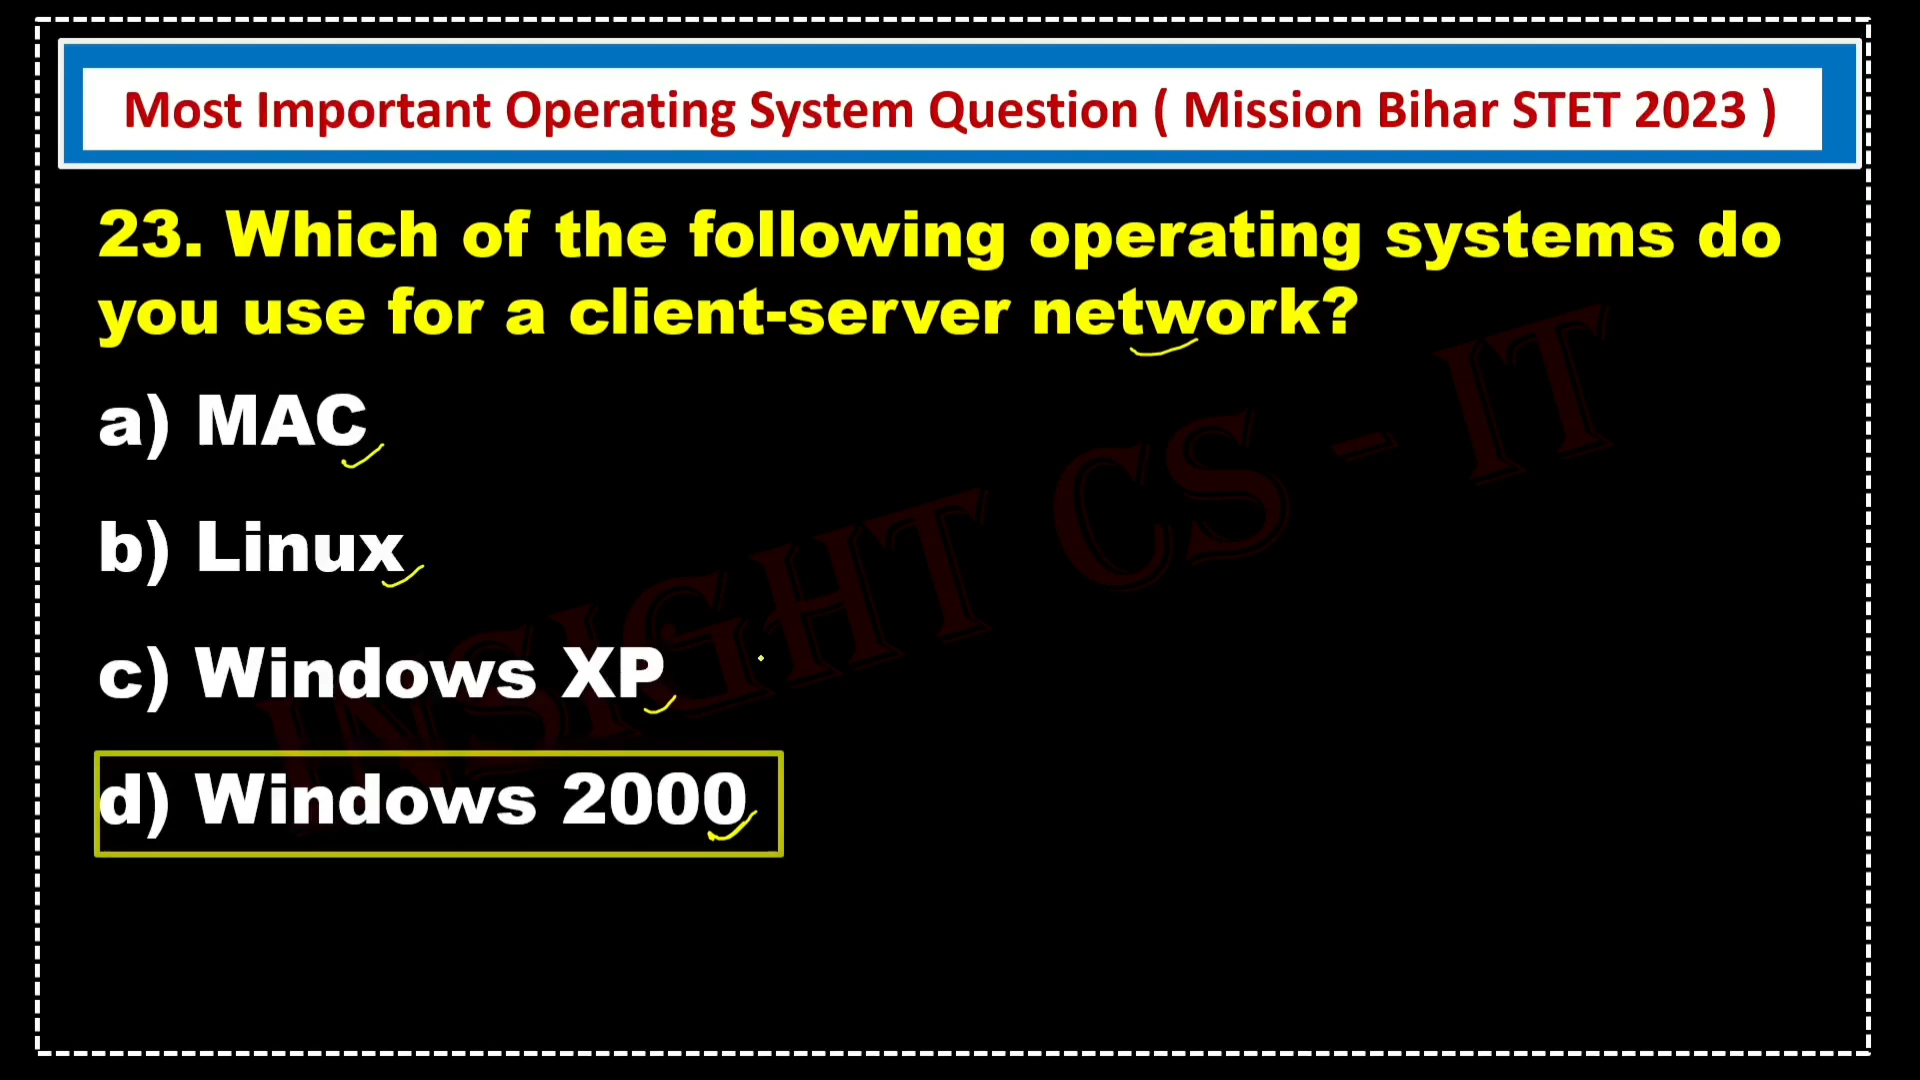 Most Important Operating System Question ( Mission Bihar STET 2023 )
23. Which of the following operating systems do
you use for a client-server network?
a) MAC
b) Linux
c) Windows XP
d) Windows 2000
INSIGHT CS - IT